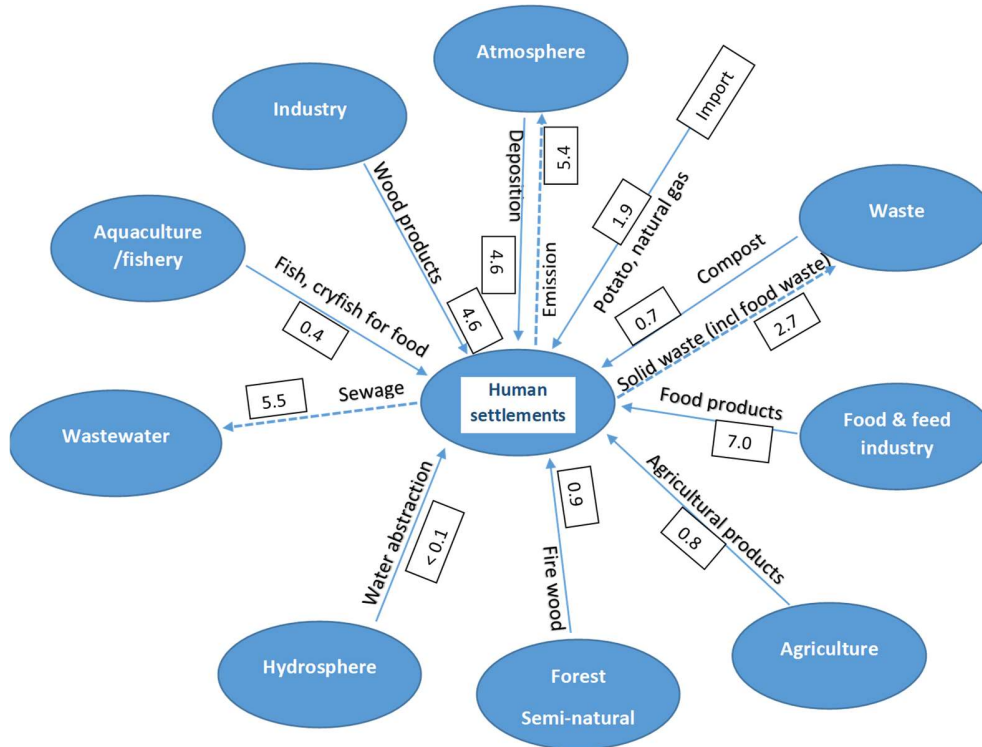 Atmosphere
Industry
Import
Aquaculture
/fishery
Waste
Wood products
Deposition
5.4
Emission
4.6
1.9
Potato, natural gas
Compost
0.7
Solid waste (incl food waste)
2.7
Fish, cryfish for food
0.4
4.6
Human
settlements
Sewage
5.5
Wastewater
Food products
7.0
Food & feed
industry
Water abstraction
< 0.1
0.9
Fire wood
Agricultural products
0.8
Hydrosphere
Forest
Semi-natural
Agriculture